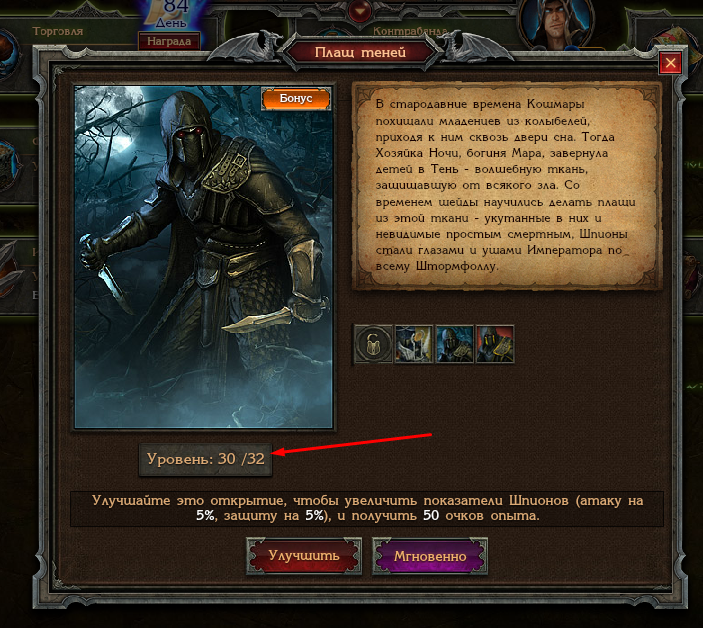 84
День
Награда
Торговля
Контрабанда
Плащ теней
Бонус
В стародавние времена Кошмары
похищали младенцев из колыбелей,
приходя к ним сквозь двери сна. Тогда
Хозяйка Ночи, богиня Мара, завернула
детей в Тень - волшебную ткань,
защищавшую от всякого зла. Со
временем шейды научились делать плащи
из этой ткани - укутанные в них и
невидимые простым смертным, Шпионы
стали глазами и ушами Императора по
всему Штормфоллу.
Уровень: 30 /32
Улучшайте это открытие, чтобы увеличить показатели Шпионов (атаку на
5%, защиту на 5%), и получить 50 очков опыта.
Улучшить
Мгновенно